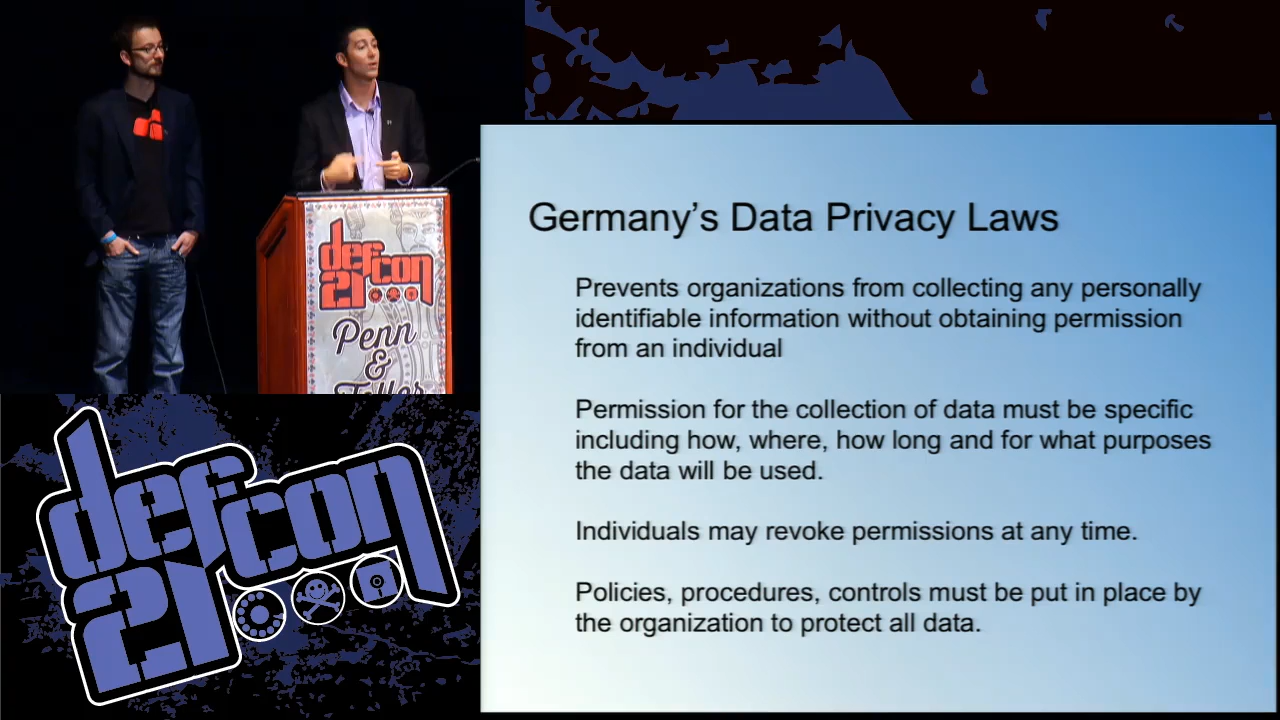 defcon
21
Penn
&
Germany's Data Privacy Laws
Prevents organizations from collecting any personally
identifiable information without obtaining permission
from an individual
Permission for the collection of data must be specific
including how, where, how long and for what purposes
the data will be used.
Individuals may revoke permissions at any time.
Policies, procedures, controls must be put in place by
the organization to protect all data.
defcon
21